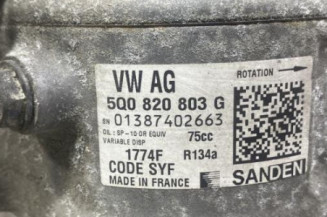 VW AG
5Q0 820 803 G
SN 01387402663
ROTATION →
OIL : SP-10 OR EQUIV 75cc
VARIABLE DISP
1774F R134a
CODE SYF
MADE IN FRANCE
SANDEN